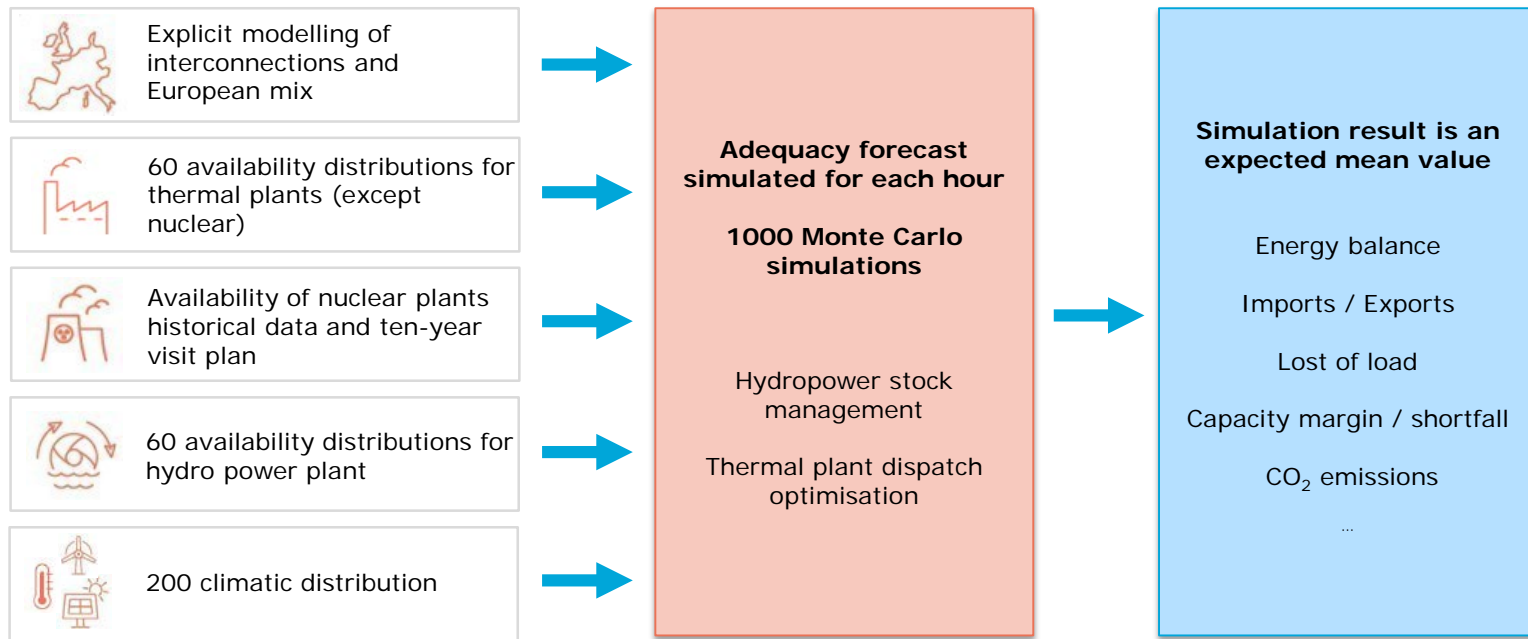 Explicit modelling of
interconnections and
European mix
60 availability distributions for
thermal plants (except
nuclear)
Availability of nuclear plants
historical data and ten-year
visit plan
60 availability distributions for
hydro power plant
200 climatic distribution
Adequacy forecast
simulated for each hour
1000 Monte Carlo
simulations
Hydropower stock
management
Thermal plant dispatch
optimisation
Simulation result is an
expected mean value
Energy balance
Imports / Exports
Lost of load
Capacity margin / shortfall
CO₂ emissions
...